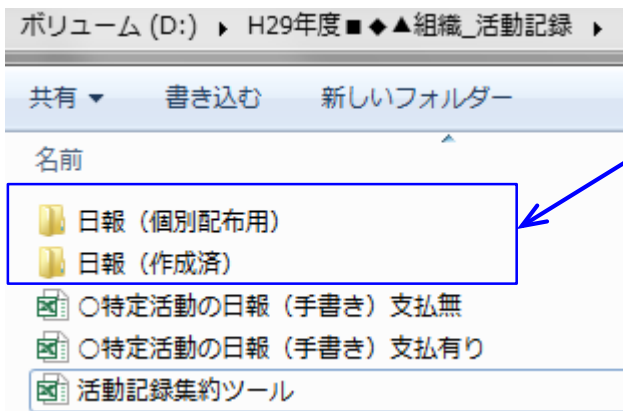 ボリューム (D:) ▶ H29年度■◆▲組織_活動記録 ▶
共有 ▼ 書き込む 新しいフォルダー
名前
日報（個別配布用）
日報（作成済）
○特定活動の日報（手書き）支払無
○特定活動の日報（手書き）支払有り
活動記録集約ツール